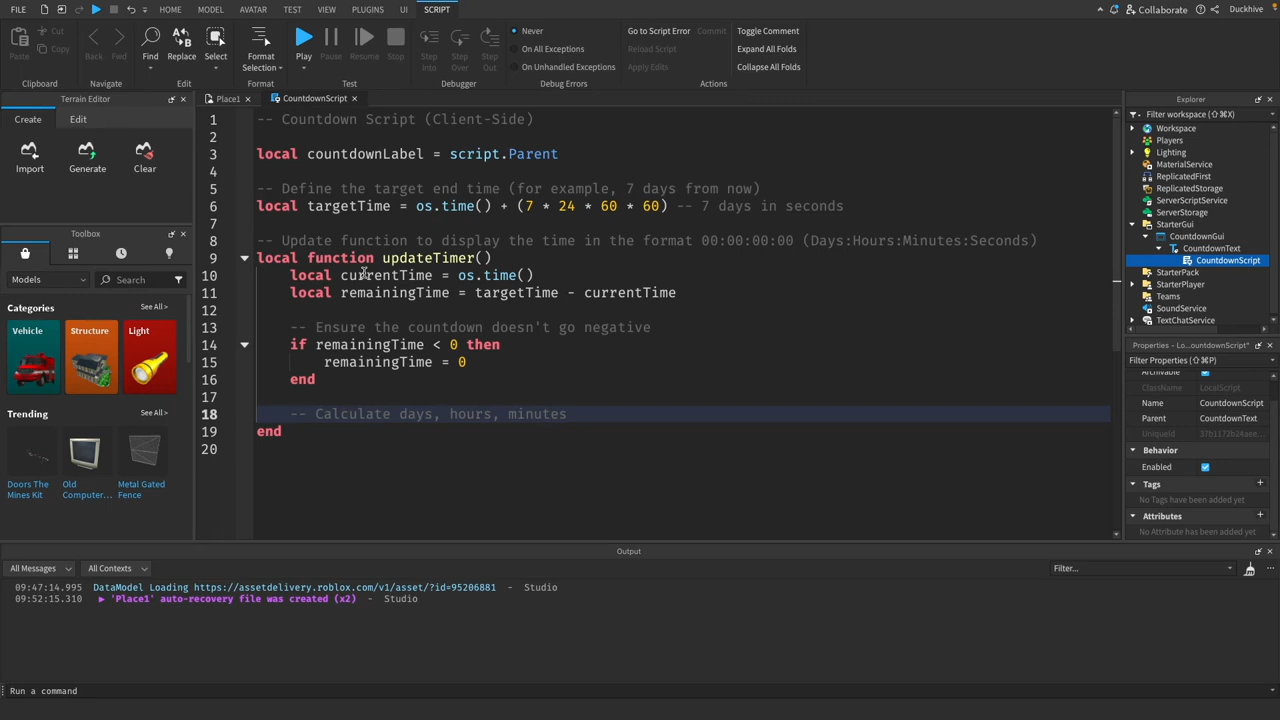 FILE MODEL AVATAR TEST VIEW PLUGINS UI SCRIPT Collaborate Duckhive
HOME
Paste Cut Copy Back Fwd Find Replace Select Format Selection Play Pause Resume Stop Step Into Step Over Step Out Never Go to Script Error Commit Toggle Comment
On All Exceptions Reload Script Expand All Folds
On Unhandled Exceptions Apply Edits Collapse All Folds
Clipboard Navigate Edit Format Test Debugger Debug Errors Actions
Terrain Editor
Create Edit
Import Generate Clear
Toolbox
Models Search
Categories See All >
Vehicle Structure Light
Trending See All >
Doors The Mines Kit
Old Computer...
Metal Gated Fence
Place1 CountdownScript
1 -- Countdown Script (Client-Side)
2
3 local countdownLabel = script.Parent
4
5 -- Define the target end time (for example, 7 days from now)
6 local targetTime = os.time() + (7 * 24 * 60 * 60) -- 7 days in seconds
7
8 -- Update function to display the time in the format 00:00:00:00 (Days:Hours:Minutes:Seconds)
9 local function updateTimer()
10 local currentTime = os.time()
11 local remainingTime = targetTime - currentTime
12
13 -- Ensure the countdown doesn't go negative
14 if remainingTime < 0 then
15 remainingTime = 0
16 end
17
18 -- Calculate days, hours, minutes
19 end
20
Explorer
Filter workspace (⇧⌘X)
Workspace
Players
Lighting
MaterialService
ReplicatedFirst
ReplicatedStorage
ServerScriptService
ServerStorage
StarterGui
CountdownGui
CountdownText
CountdownScript
StarterPack
StarterPlayer
Teams
SoundService
TextChatService
Properties - Lo...CountdownScript"
Filter Properties (⇧⌘P)
Archivable
ClassName LocalScript
Name CountdownScript
Parent CountdownText
UniqueId 37b1172b24aee...
Behavior
Enabled
Tags
No Tags have been added yet
Attributes
No Attribute has been added yet
Output
All Messages All Contexts Filter...
09:47:14.995 DataModel Loading https://assetdelivery.roblox.com/v1/asset/?id=95206881 - Studio
09:52:15.310 ▶ 'Place1' auto-recovery file was created (x2) - Studio
Run a command